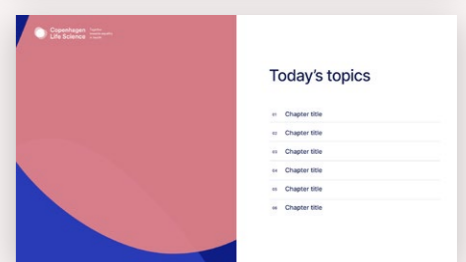 Copenhagen
Life Science
Today's topics
01 Chapter title
02 Chapter title
03 Chapter title
04 Chapter title
05 Chapter title
06 Chapter title